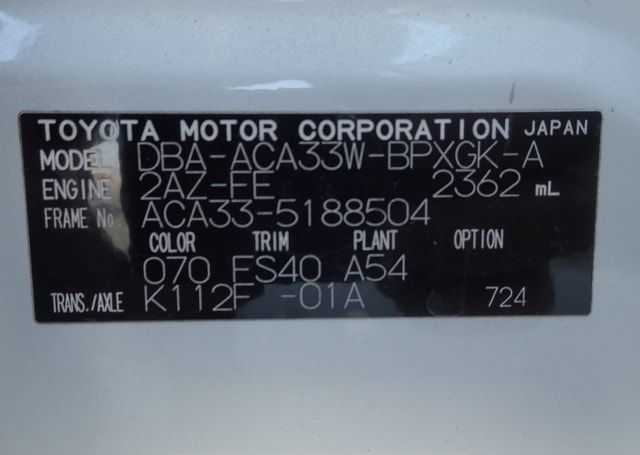 TOYOTA MOTOR CORPORATION JAPAN
MODEL DBA-ACA33W-BPXGK-A
ENGINE 2AZ-FE 2362 mL
FRAME No. ACA33-5188504
COLOR TRIM PLANT OPTION
070 FS40 A54
TRANS./AXLE K112F -01A 724